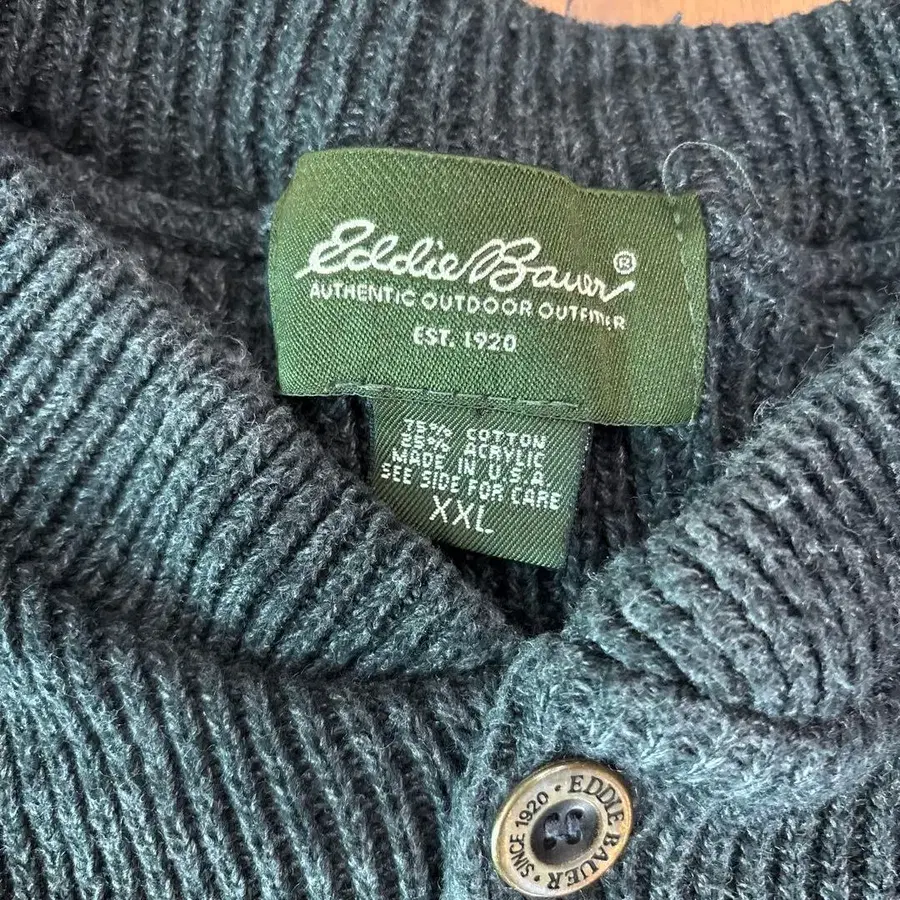 Eddie Bauer®
AUTHENTIC OUTDOOR OUTFITTER
EST. 1920
75% COTTON
25% ACRYLIC
MADE IN U.S.A.
SEE SIDE FOR CARE
XXL
EDDIE BAUER • SINCE 1920 •